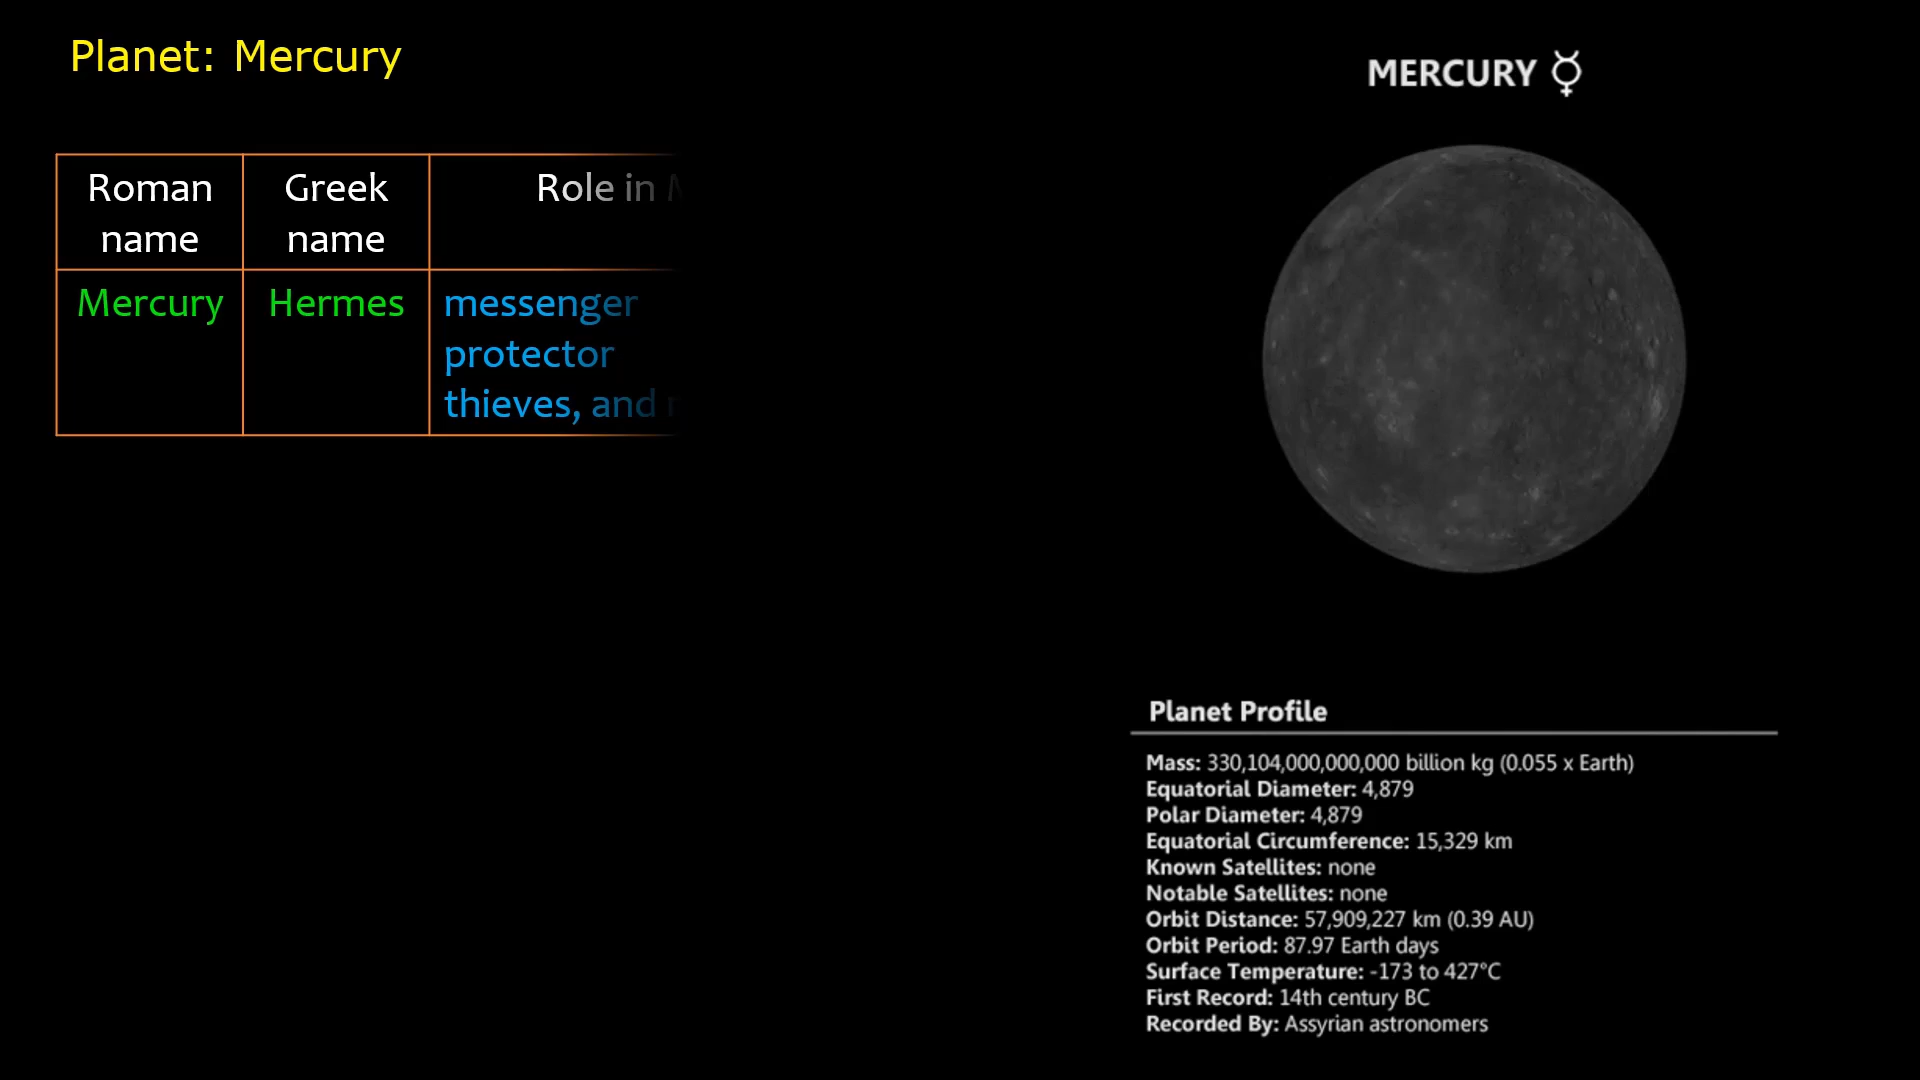 Planet: Mercury
MERCURY ☿
Roman name
Greek name
Role in
Mercury
Hermes
messenger
protector
thieves, and
Planet Profile
Mass: 330,104,000,000,000 billion kg (0.055 x Earth)
Equatorial Diameter: 4,879
Polar Diameter: 4,879
Equatorial Circumference: 15,329 km
Known Satellites: none
Notable Satellites: none
Orbit Distance: 57,909,227 km (0.39 AU)
Orbit Period: 87.97 Earth days
Surface Temperature: -173 to 427°C
First Record: 14th century BC
Recorded By: Assyrian astronomers